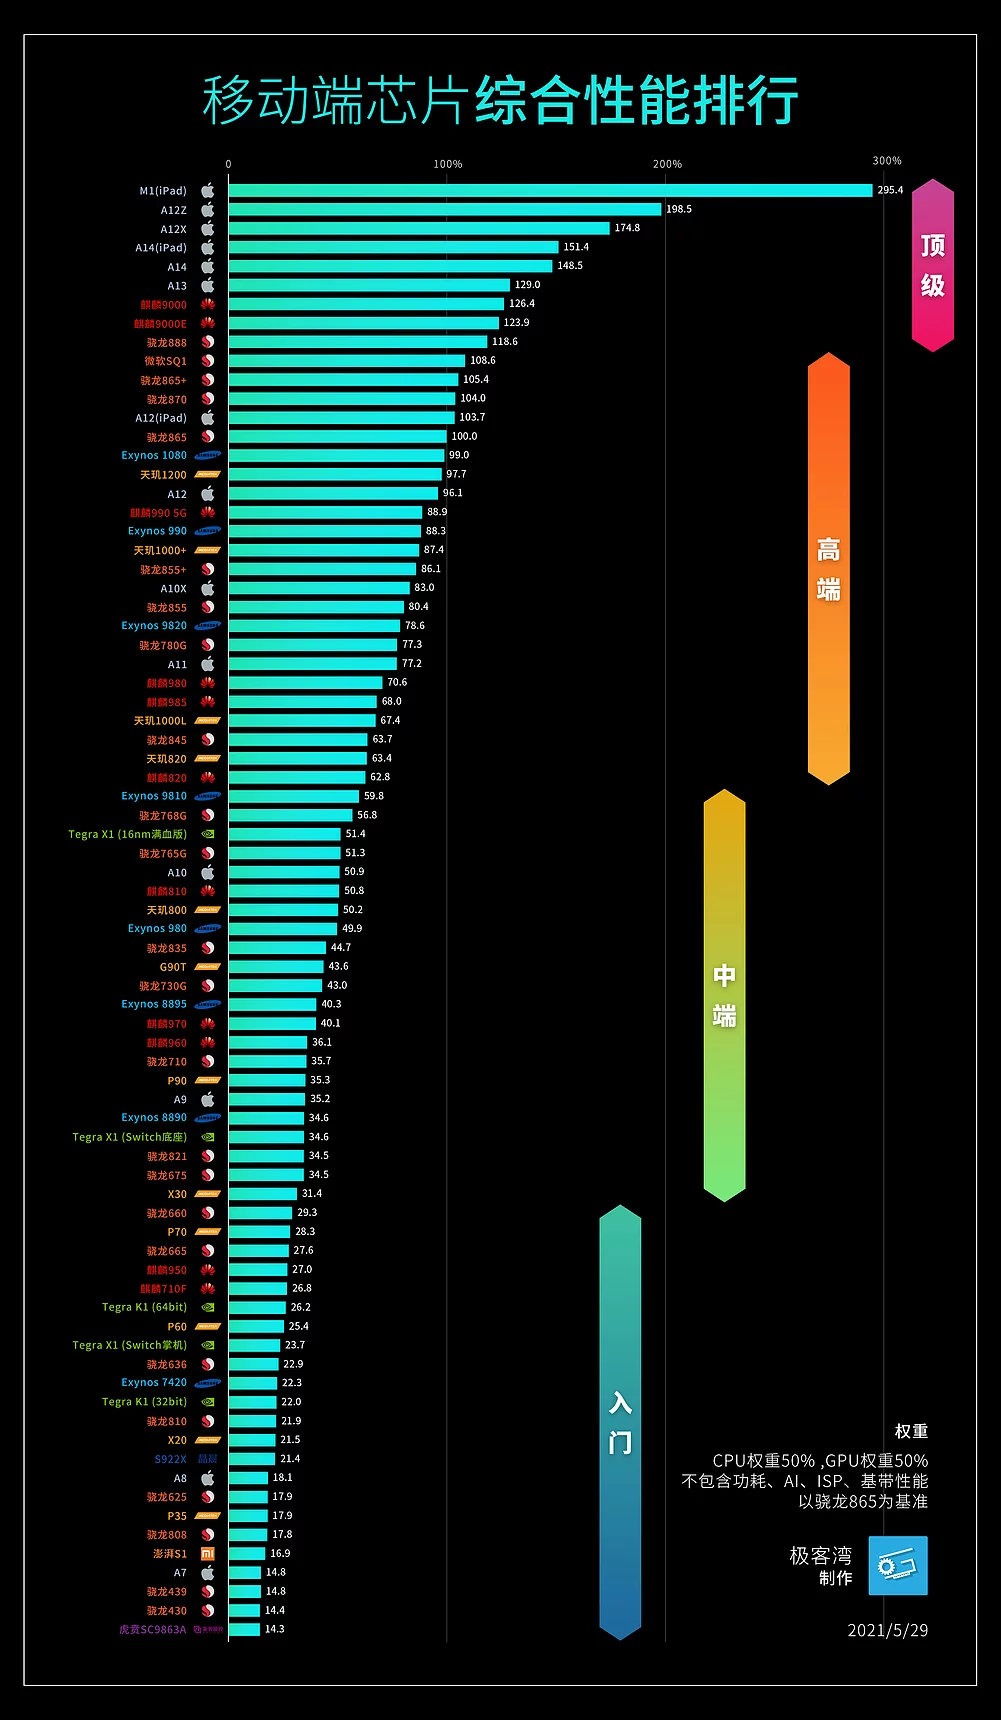 移动端芯片综合性能排行
0 100% 200% 300%
M1(iPad) 295.4
A12Z 198.5
A12X 174.8
A14(iPad) 151.4
A14 148.5
A13 129.0
麒麟9000 126.4
麒麟9000E 123.9
骁龙888 118.6
微软SQ1 108.6
骁龙865+ 105.4
骁龙870 104.0
A12(iPad) 103.7
骁龙865 100.0
Exynos 1080 99.0
天玑1200 97.7
A12 96.1
麒麟990 5G 88.9
Exynos 990 88.3
天玑1000+ 87.4
骁龙855+ 86.1
A10X 83.0
骁龙855 80.4
Exynos 9820 78.6
骁龙780G 77.3
A11 77.2
麒麟980 70.6
麒麟985 68.0
天玑1000L 67.4
骁龙845 63.7
天玑820 63.4
麒麟820 62.8
Exynos 9810 59.8
骁龙768G 56.8
Tegra X1 (16nm满血版) 51.4
骁龙765G 51.3
A10 50.9
麒麟810 50.8
天玑800 50.2
Exynos 980 49.9
骁龙835 44.7
G90T 43.6
骁龙730G 43.0
Exynos 8895 40.3
麒麟970 40.1
麒麟960 36.1
骁龙710 35.7
P90 35.3
A9 35.2
Exynos 8890 34.6
Tegra X1 (Switch底座) 34.6
骁龙821 34.5
骁龙675 34.5
X30 31.4
骁龙660 29.3
P70 28.3
骁龙665 27.6
麒麟950 27.0
麒麟710F 26.8
Tegra K1 (64bit) 26.2
P60 25.4
Tegra X1 (Switch掌机) 23.7
骁龙636 22.9
Exynos 7420 22.3
Tegra K1 (32bit) 22.0
骁龙810 21.9
X20 21.5
S922X 晶晨 21.4
A8 18.1
骁龙625 17.9
P35 17.9
骁龙808 17.8
澎湃S1 16.9
A7 14.8
骁龙439 14.8
骁龙430 14.4
虎贲SC9863A 14.3
顶级
高端
中端
入门
权重
CPU权重50% ,GPU权重50%
不包含功耗、AI、ISP、基带性能
以骁龙865为基准
极客湾
制作
2021/5/29